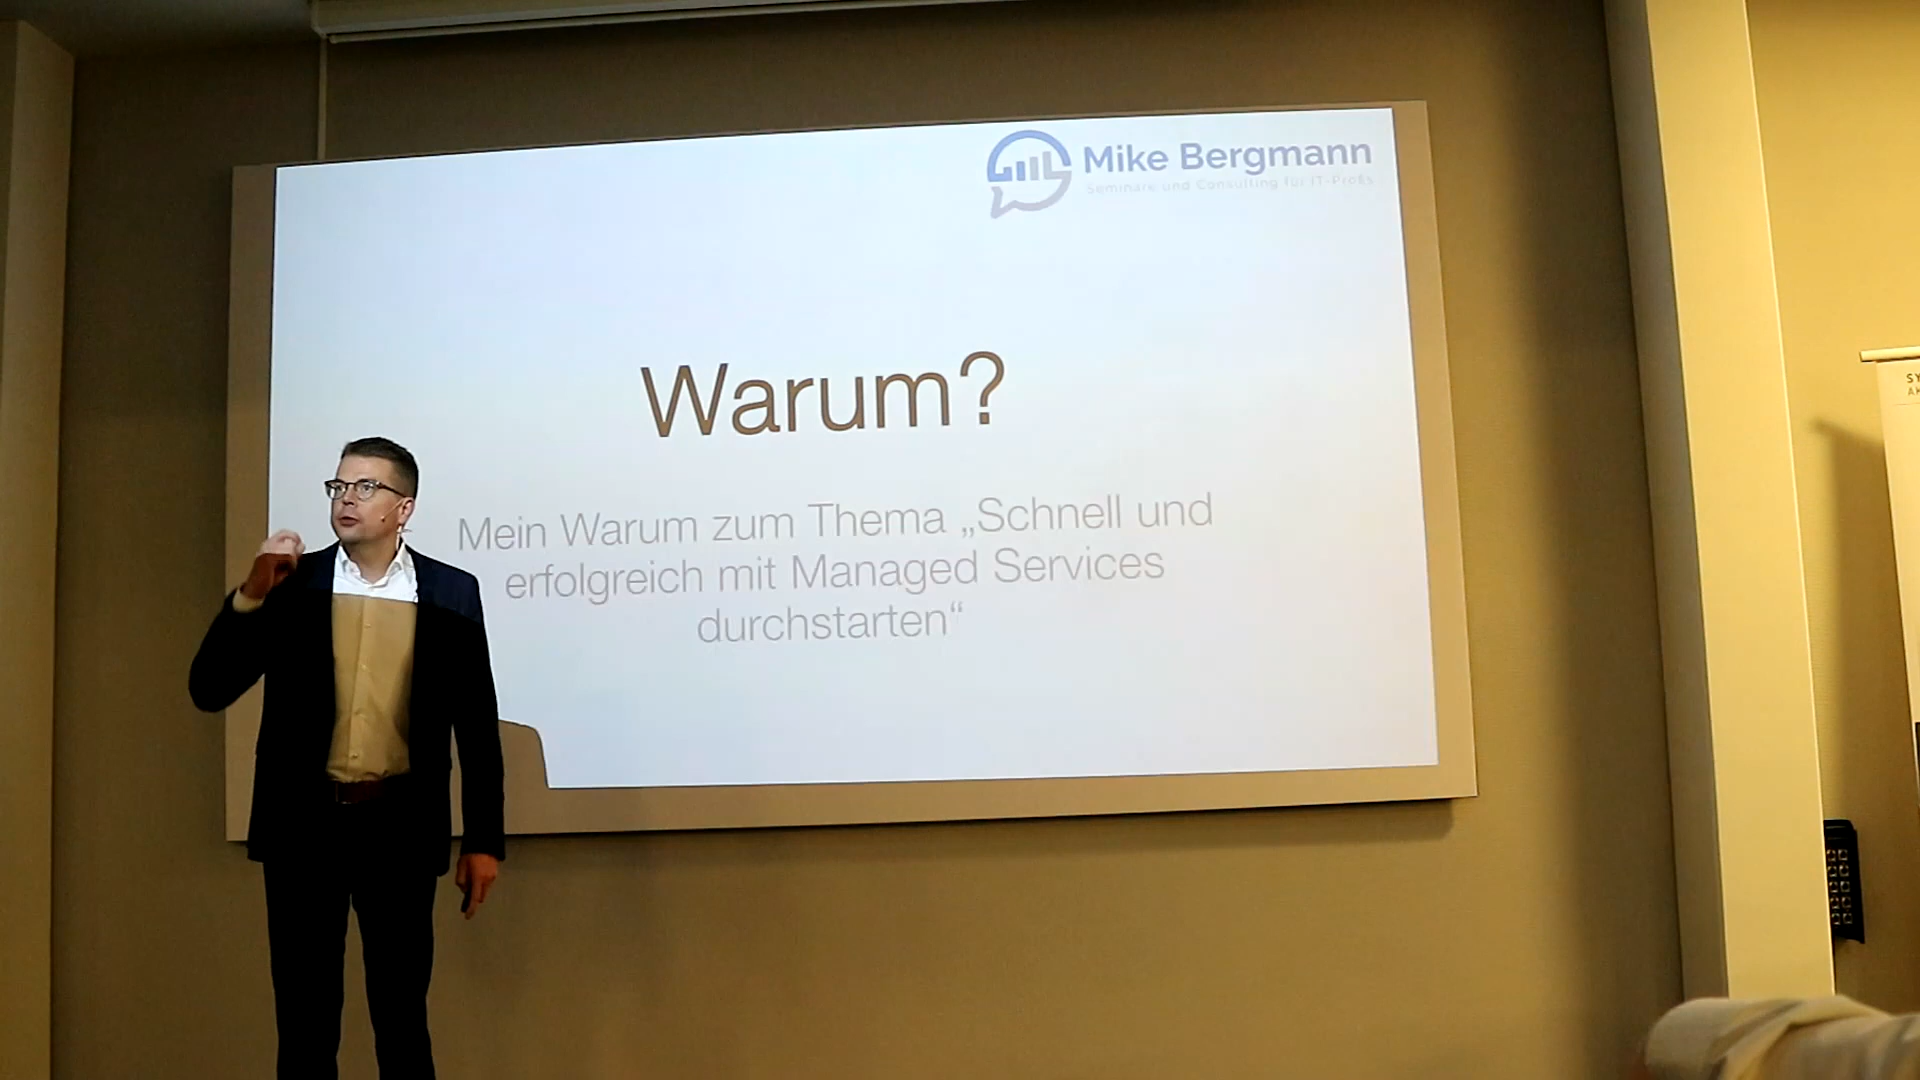 Mike Bergmann
Seminare und Consulting für IT-Profis
Warum?
Mein Warum zum Thema „Schnell und
erfolgreich mit Managed Services
durchstarten“